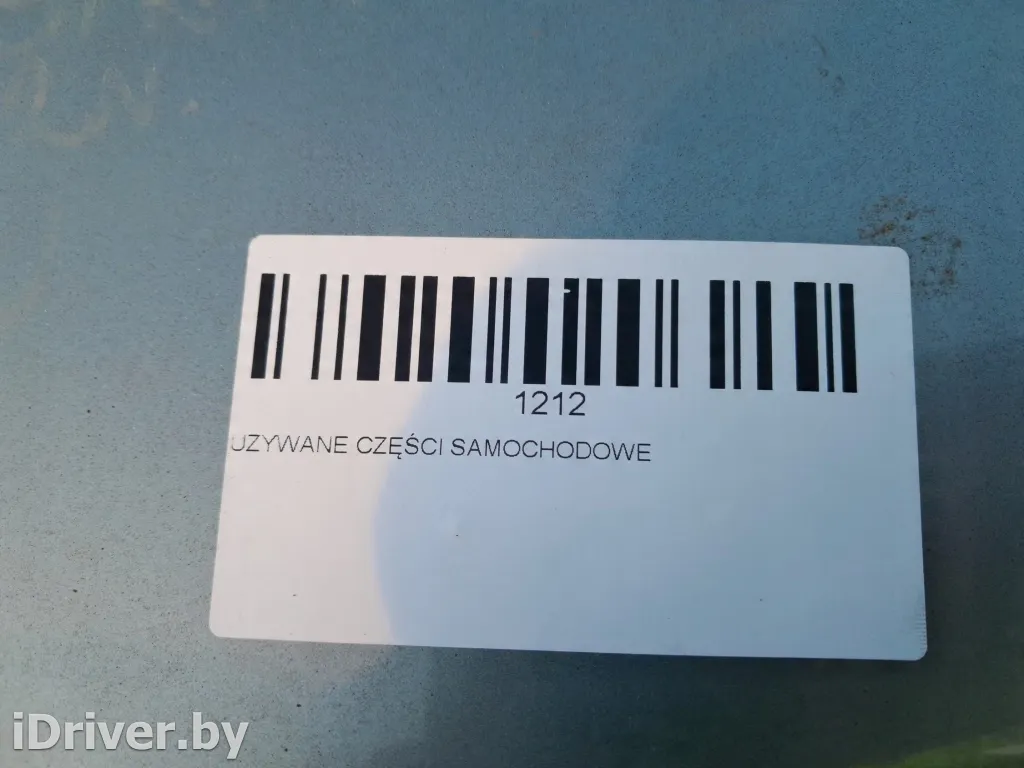 1212
UZYWANE CZĘŚCI SAMOCHODOWE
iDriver.by